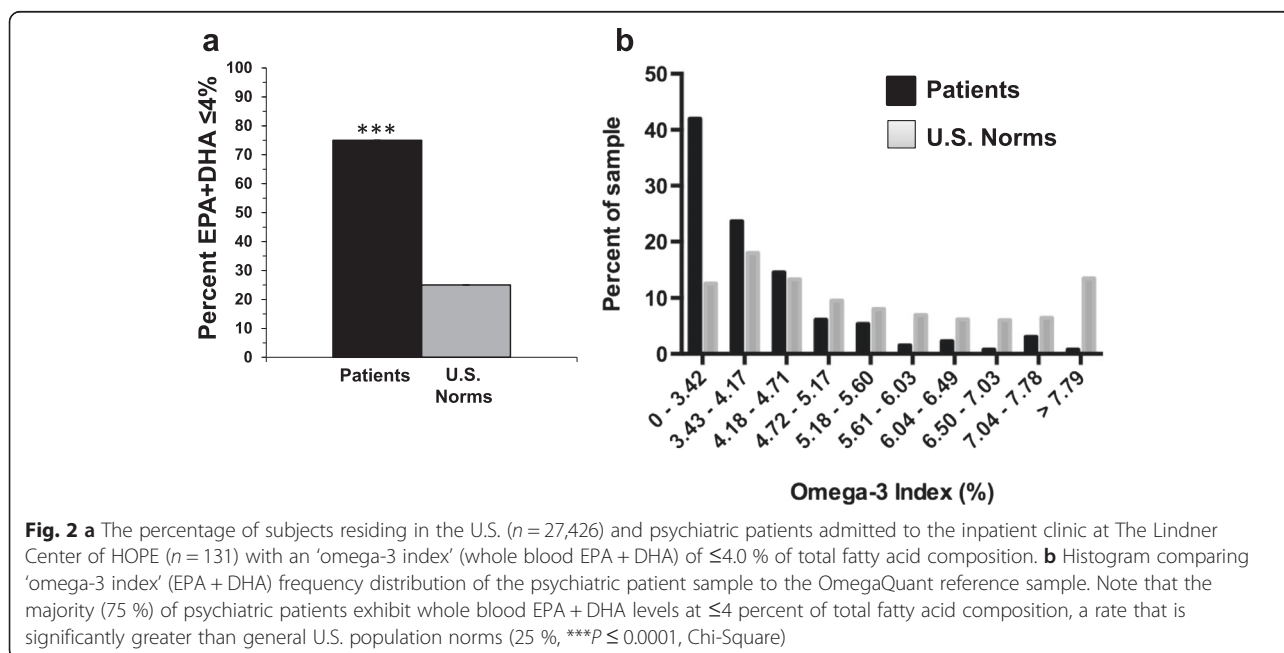 a
Percent EPA+DHA ≤4%
100
90
80
70
60
50
40
30
20
10
0
***
Patients
U.S.
Norms
b
Percent of sample
50
40
30
20
10
0
Patients
U.S. Norms
0 - 3.42
3.43 - 4.17
4.18 - 4.71
4.72 - 5.17
5.18 - 5.60
5.61 - 6.03
6.04 - 6.49
6.50 - 7.03
7.04 - 7.78
> 7.79
Omega-3 Index (%)
Fig. 2 a The percentage of subjects residing in the U.S. (n = 27,426) and psychiatric patients admitted to the inpatient clinic at The Lindner
Center of HOPE (n = 131) with an ‘omega-3 index’ (whole blood EPA + DHA) of ≤4.0 % of total fatty acid composition. b Histogram comparing
‘omega-3 index’ (EPA + DHA) frequency distribution of the psychiatric patient sample to the OmegaQuant reference sample. Note that the
majority (75 %) of psychiatric patients exhibit whole blood EPA + DHA levels at ≤4 percent of total fatty acid composition, a rate that is
significantly greater than general U.S. population norms (25 %, ***P ≤ 0.0001, Chi-Square)